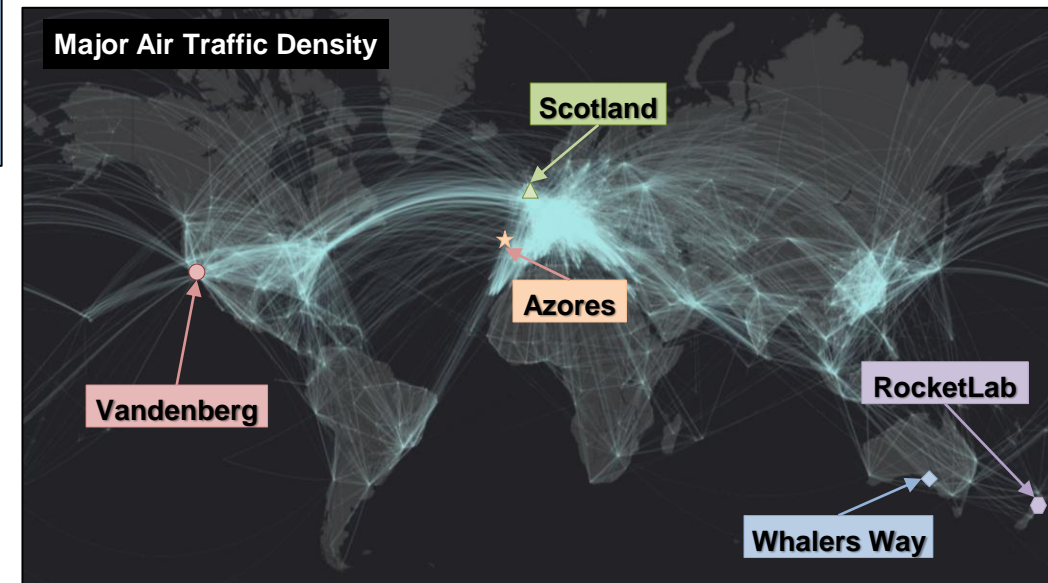 Major Air Traffic Density
Scotland
Azores
Vandenberg
RocketLab
Whalers Way